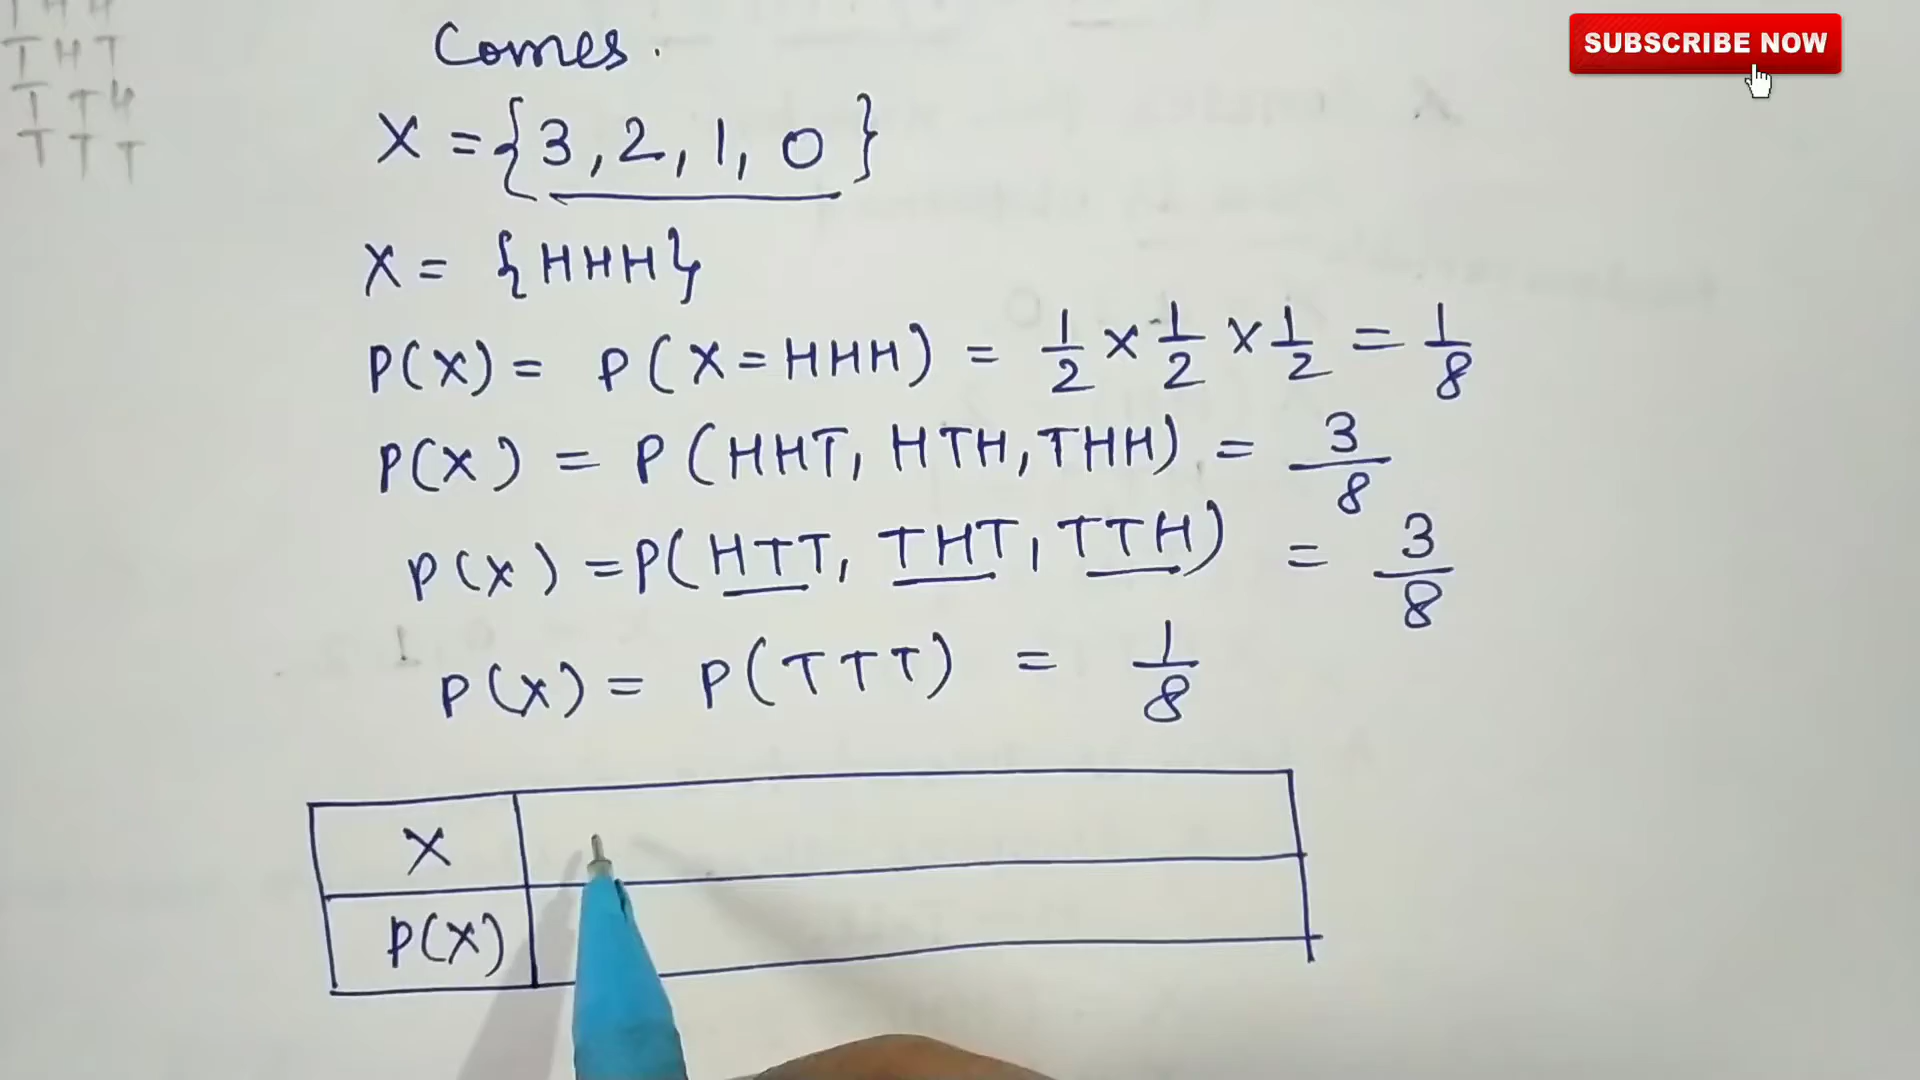 T H H
T H T
T T H
T T T
Comes.
SUBSCRIBE NOW
X = {3, 2, 1, 0}
X = {HHH}
P(X) = P(X = HHH) = 1/2 × 1/2 × 1/2 = 1/8
P(X) = P(HHT, HTH, THH) = 3/8
P(X) = P(HTT, THT, TTH) = 3/8
P(X) = P(TTT) = 1/8
X
P(X)